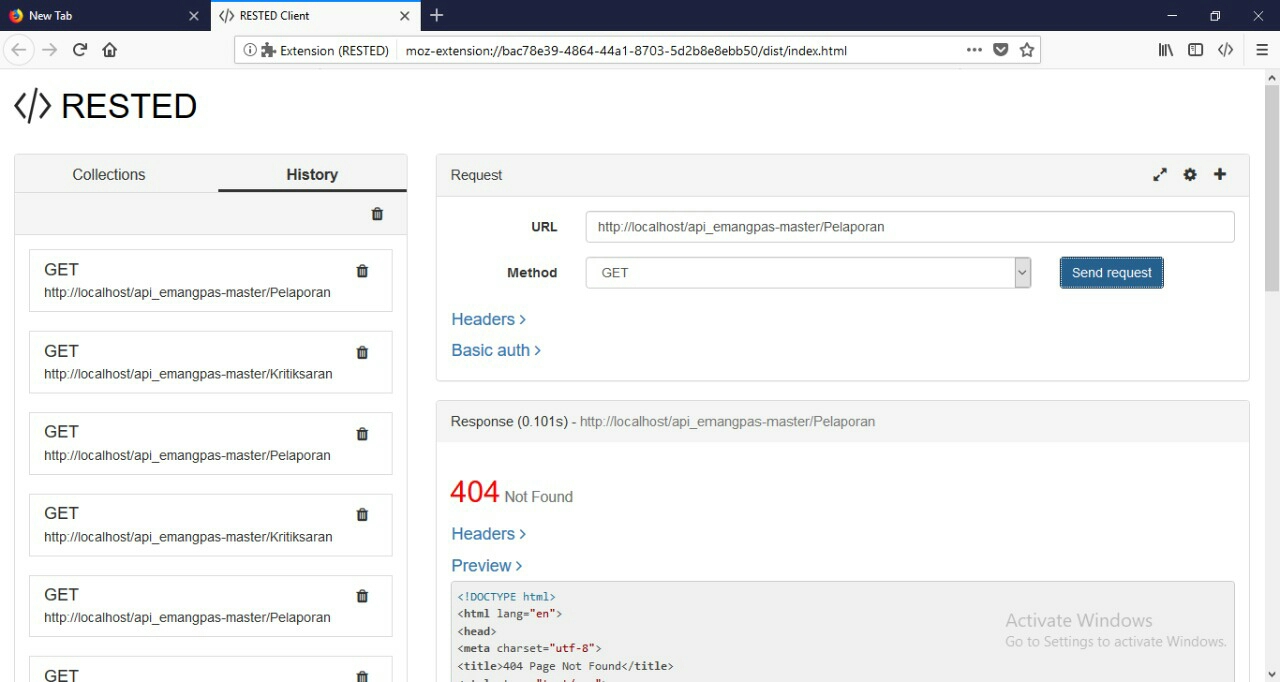 New Tab
RESTED Client
Extension (RESTED)
moz-extension://bac78e39-4864-44a1-8703-5d2b8e6ebb50/dist/index.html
</> RESTED
Collections
History
GET
http://localhost/api_emangpas-master/Pelaporan
GET
http://localhost/api_emangpas-master/Kritiksaran
GET
http://localhost/api_emangpas-master/Pelaporan
GET
http://localhost/api_emangpas-master/Kritiksaran
GET
http://localhost/api_emangpas-master/Pelaporan
GET
Request
URL
http://localhost/api_emangpas-master/Pelaporan
Method
GET
Send request
Headers >
Basic auth >
Response (0.101s) - http://localhost/api_emangpas-master/Pelaporan
404 Not Found
Headers >
Preview >
<!DOCTYPE html>
<html lang="en">
<head>
<meta charset="utf-8">
<title>404 Page Not Found</title>
Activate Windows
Go to Settings to activate Windows.